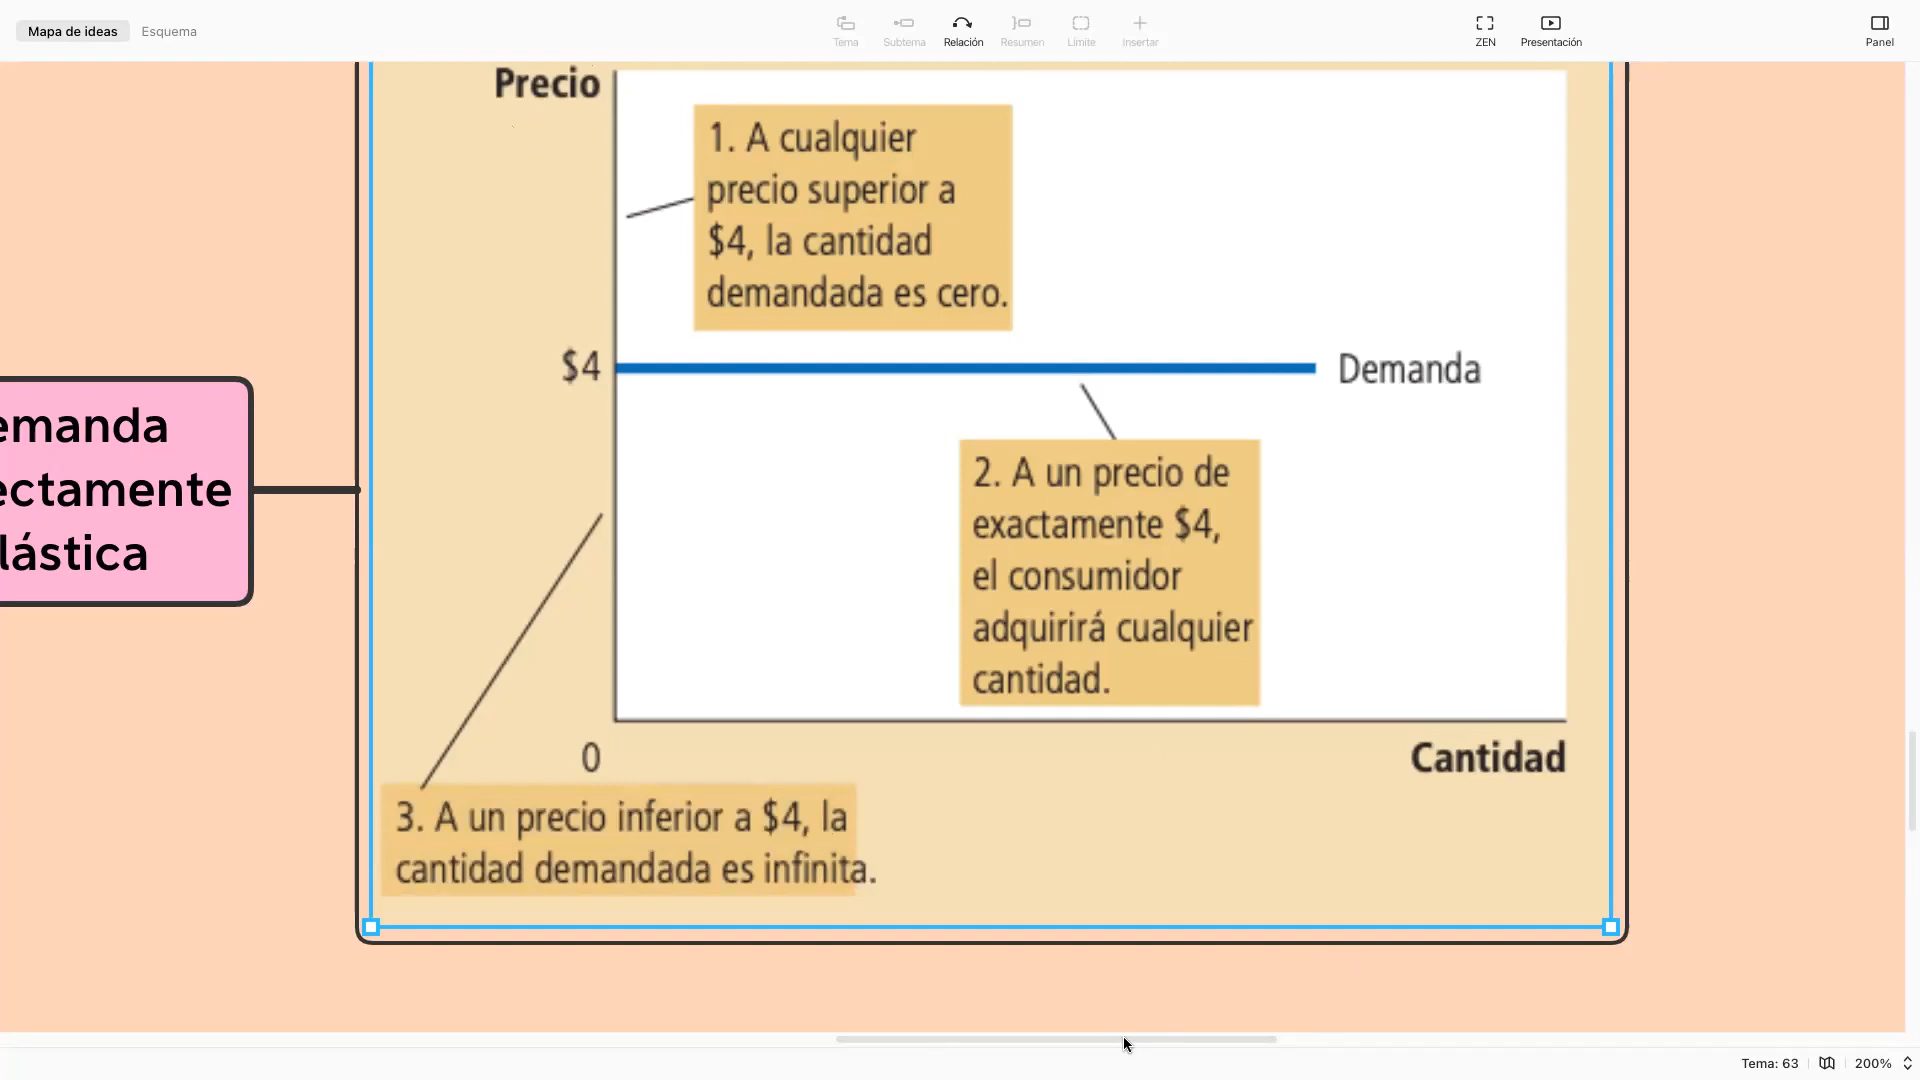 Mapa de ideas
Esquema
Tema
Subtema
Relación
Resumen
Límite
Insertar
ZEN
Presentación
Panel
Precio
1. A cualquier
precio superior a
$4, la cantidad
demandada es cero.
$4
Demanda
emanda
ectamente
lástica
2. A un precio de
exactamente $4,
el consumidor
adquirirá cualquier
cantidad.
0
Cantidad
3. A un precio inferior a $4, la
cantidad demandada es infinita.
Tema: 63
200%